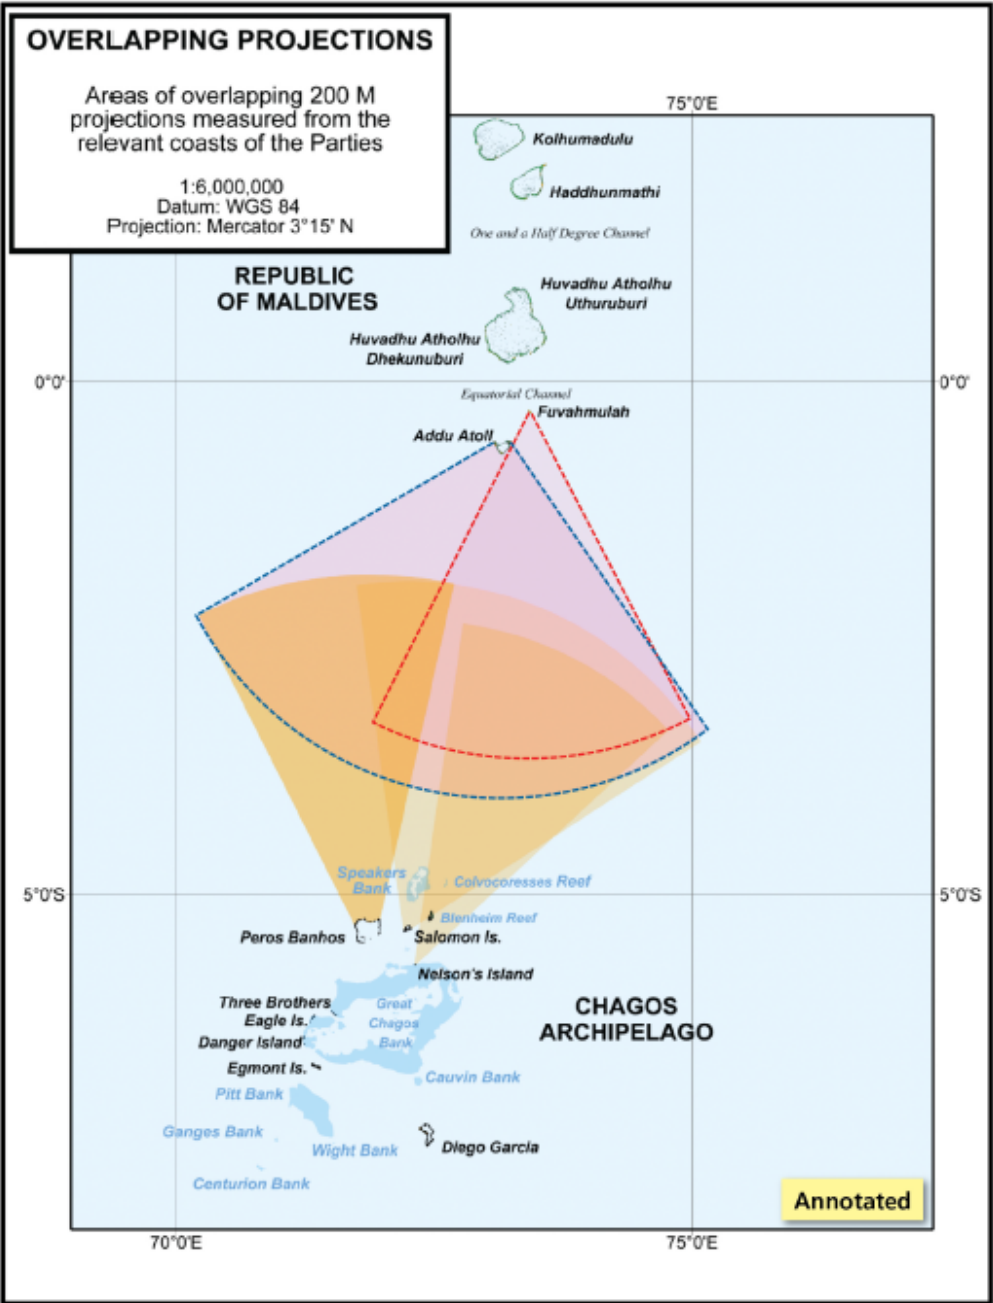 OVERLAPPING PROJECTIONS
Areas of overlapping 200 M
projections measured from the
relevant coasts of the Parties
1:6,000,000
Datum: WGS 84
Projection: Mercator 3°15' N
75°0'E
Kolhumadulu
Haddhunmathi
One and a Half Degree Channel
REPUBLIC
OF MALDIVES
Huvadhu Atholhu
Uthuruburi
Huvadhu Atholhu
Dhekunuburi
0°0'
0°0'
Equatorial Channel
Fuvahmulah
Addu Atoll
Speakers
Bank
Colvocoresses Reef
5°0'S
5°0'S
Blenheim Reef
Peros Banhos
Salomon Is.
Nelson's Island
Three Brothers
Great
Chagos
Bank
CHAGOS
ARCHIPELAGO
Eagle Is.
Danger Island
Egmont Is.
Cauvin Bank
Pitt Bank
Ganges Bank
Wight Bank
Diego Garcia
Centurion Bank
Annotated
70°0'E
75°0'E